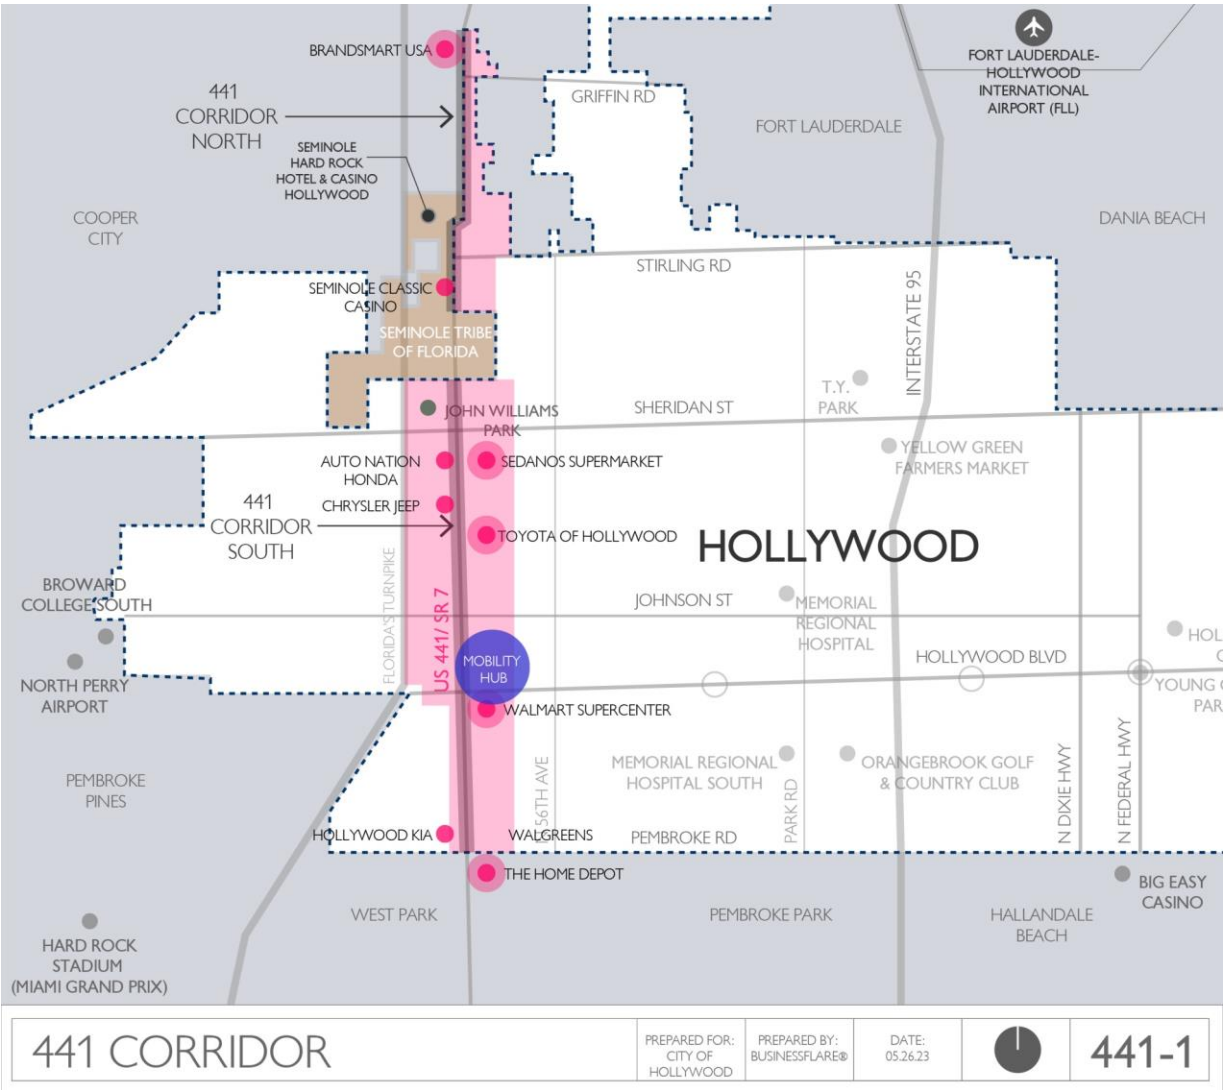 BRANDSMART USA
FORT LAUDERDALE-
HOLLYWOOD
INTERNATIONAL
AIRPORT (FLL)
441
CORRIDOR
NORTH
GRIFFIN RD
FORT LAUDERDALE
SEMINOLE
HARD ROCK
HOTEL & CASINO
HOLLYWOOD
COOPER
CITY
DANIA BEACH
STIRLING RD
SEMINOLE CLASSIC
CASINO
INTERSTATE 95
SEMINOLE TRIBE
OF FLORIDA
T.Y.
PARK
JOHN WILLIAMS
PARK
SHERIDAN ST
AUTO NATION
HONDA
SEDANOS SUPERMARKET
YELLOW GREEN
FARMERS MARKET
441
CORRIDOR
SOUTH
CHRYSLER JEEP
TOYOTA OF HOLLYWOOD
HOLLYWOOD
FLORIDA'S TURNPIKE
US 441/ SR 7
BROWARD
COLLEGE SOUTH
JOHNSON ST
MEMORIAL
REGIONAL
HOSPITAL
HOL
MOBILITY
HUB
HOLLYWOOD BLVD
NORTH PERRY
AIRPORT
YOUNG
PAR
WALMART SUPERCENTER
PEMBROKE
PINES
56TH AVE
MEMORIAL REGIONAL
HOSPITAL SOUTH
PARK RD
ORANGEBROOK GOLF
& COUNTRY CLUB
N DIXIE HWY
N FEDERAL HWY
HOLLYWOOD KIA
WALGREENS
PEMBROKE RD
THE HOME DEPOT
BIG EASY
CASINO
WEST PARK
PEMBROKE PARK
HALLANDALE
BEACH
HARD ROCK
STADIUM
(MIAMI GRAND PRIX)
441 CORRIDOR
PREPARED FOR:
CITY OF
HOLLYWOOD
PREPARED BY:
BUSINESSFLARE®
DATE:
05.26.23
441-1